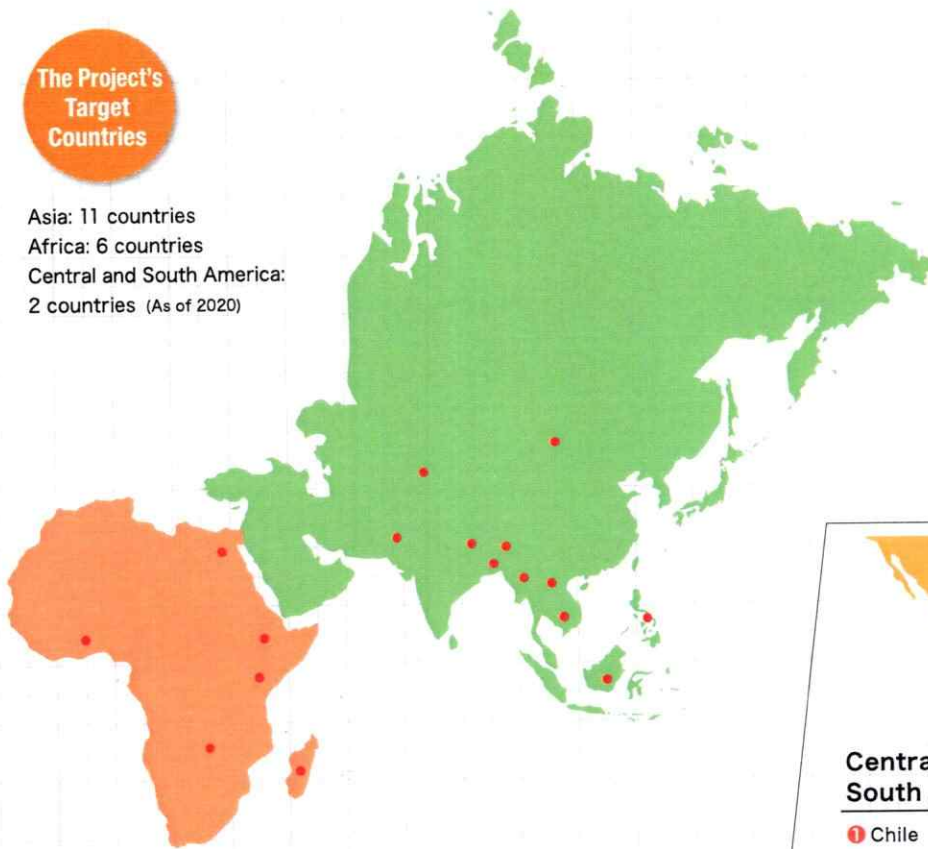 The Project's
Target
Countries
Asia: 11 countries
Africa: 6 countries
Central and South America:
2 countries (As of 2020)
Centra
South
1 Chile